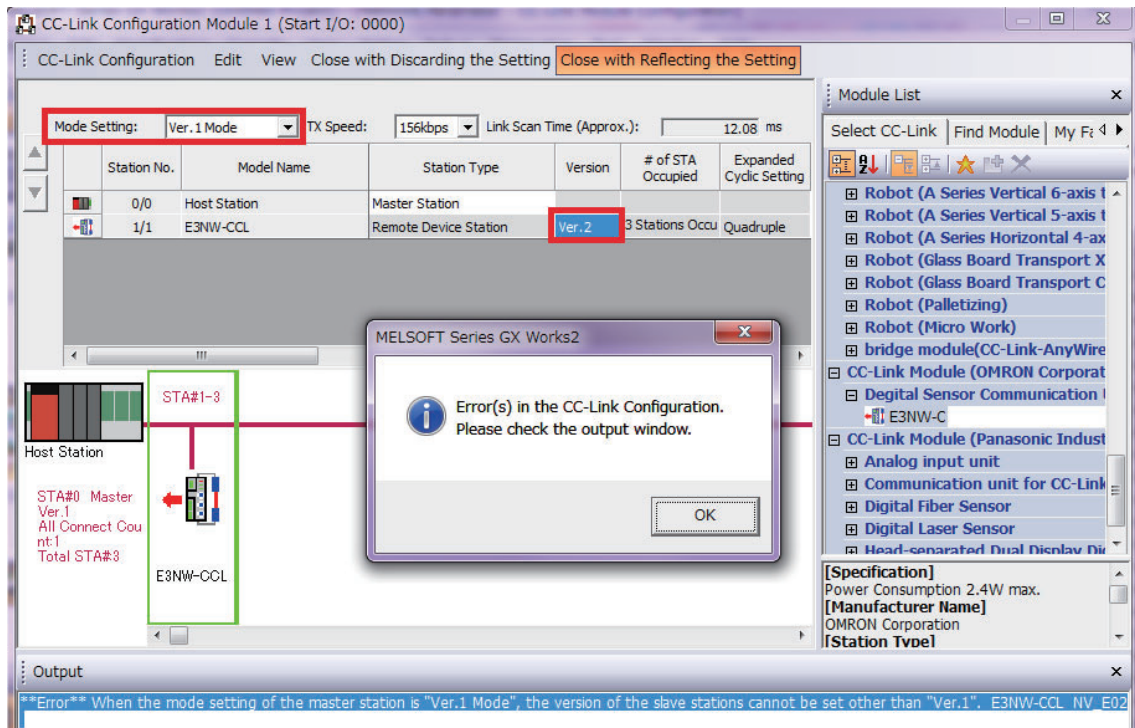 CC-Link Configuration Module 1 (Start I/O: 0000)
CC-Link Configuration Edit View Close with Discarding the Setting Close with Reflecting the Setting
Mode Setting: Ver.1 Mode TX Speed: 156kbps Link Scan Time (Approx.): 12.08 ms
Station No. Model Name Station Type Version # of STA Occupied Expanded Cyclic Setting
0/0 Host Station Master Station
1/1 E3NW-CCL Remote Device Station Ver.2 3 Stations Occu Quadruple
MELSOFT Series GX Works2
Error(s) in the CC-Link Configuration.
Please check the output window.
OK
STA#1-3
Host Station
STA#0 Master
Ver.1
All Connect Cou
nt:1
Total STA#3
E3NW-CCL
Module List
Select CC-Link Find Module My Fa
Robot (A Series Vertical 6-axis t
Robot (A Series Vertical 5-axis t
Robot (A Series Horizontal 4-ax
Robot (Glass Board Transport X
Robot (Glass Board Transport C
Robot (Palletizing)
Robot (Micro Work)
bridge module(CC-Link-AnyWire
CC-Link Module (OMRON Corporat
Degital Sensor Communication
E3NW-C
CC-Link Module (Panasonic Indust
Analog input unit
Communication unit for CC-Link
Digital Fiber Sensor
Digital Laser Sensor
Head-separated Dual Display Dig
[Specification]
Power Consumption 2.4W max.
[Manufacturer Name]
OMRON Corporation
[Station Type]
Output
**Error** When the mode setting of the master station is "Ver.1 Mode", the version of the slave stations cannot be set other than "Ver.1". E3NW-CCL NV_E02